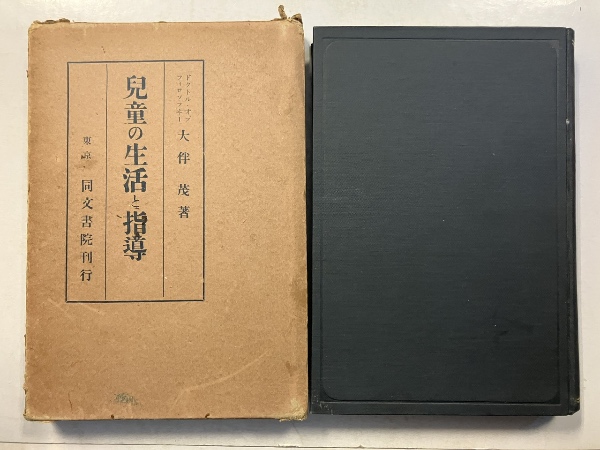 ドクトル・オブ
フィロソフィー
大伴茂著
兒童の生活と指導
東京
同文書院刊行